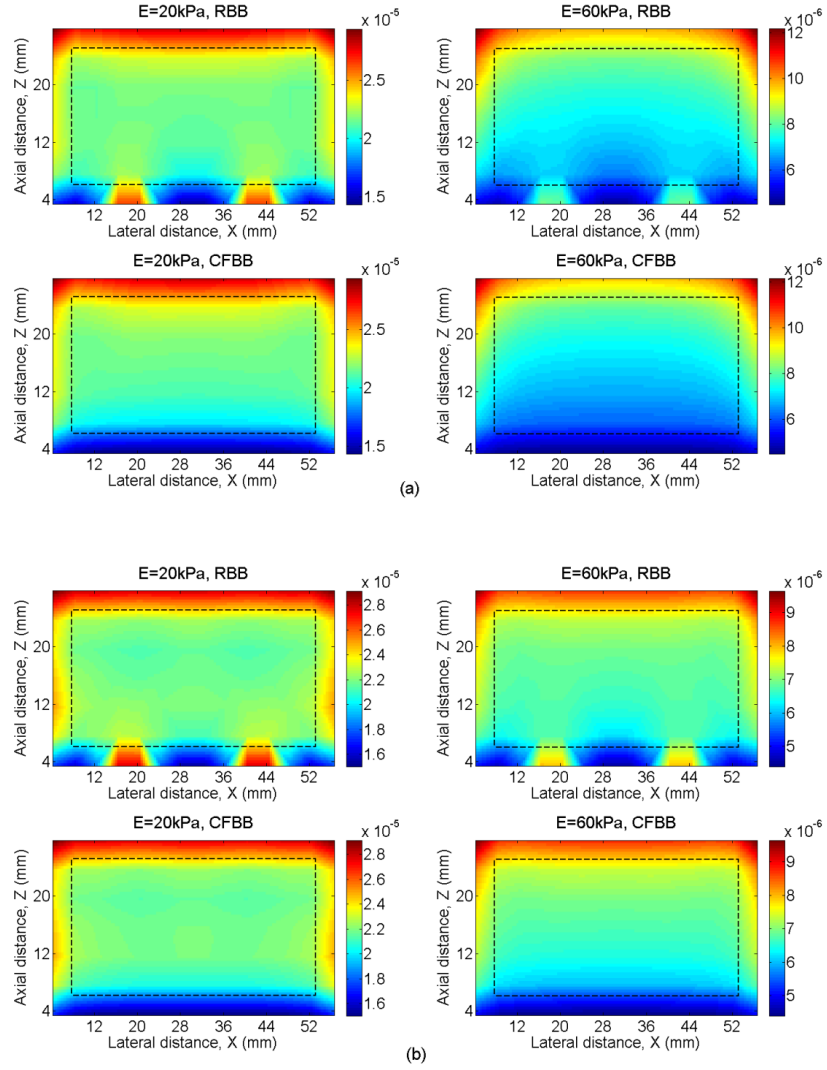 E=20kPa, RBB
E=60kPa, RBB
x 10-5
x 10-6
Axial distance, Z (mm)
20
12
4
3
2.5
2
1.5
Axial distance, Z (mm)
20
12
4
12
10
8
6
12 20 28 36 44 52
Lateral distance, X (mm)
12 20 28 36 44 52
Lateral distance, X (mm)
E=20kPa, CFBB
E=60kPa, CFBB
x 10-5
x 10-6
Axial distance, Z (mm)
20
12
4
3
2.5
2
1.5
Axial distance, Z (mm)
20
12
4
12
10
8
6
12 20 28 36 44 52
Lateral distance, X (mm)
12 20 28 36 44 52
Lateral distance, X (mm)
(a)
E=20kPa, RBB
E=60kPa, RBB
x 10-5
x 10-6
Axial distance, Z (mm)
20
12
4
2.8
2.6
2.4
2.2
2
1.8
1.6
Axial distance, Z (mm)
20
12
4
9
8
7
6
5
12 20 28 36 44 52
Lateral distance, X (mm)
12 20 28 36 44 52
Lateral distance, X (mm)
E=20kPa, CFBB
E=60kPa, CFBB
x 10-5
x 10-6
Axial distance, Z (mm)
20
12
4
2.8
2.6
2.4
2.2
2
1.8
1.6
Axial distance, Z (mm)
20
12
4
9
8
7
6
5
12 20 28 36 44 52
Lateral distance, X (mm)
12 20 28 36 44 52
Lateral distance, X (mm)
(b)